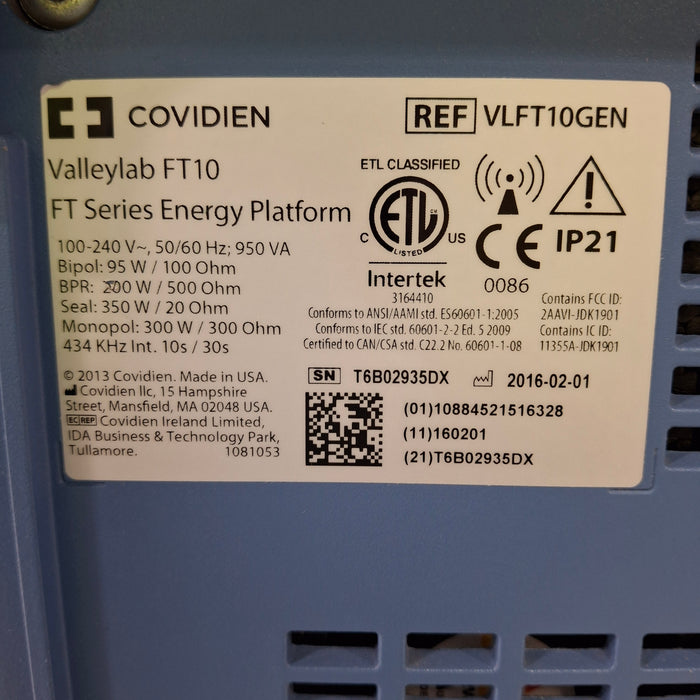 COVIDIEN
REF VLFT10GEN
Valleylab FT10
FT Series Energy Platform
100-240 V~, 50/60 Hz; 950 VA
Bipol: 95 W / 100 Ohm
BPR: 200 W / 500 Ohm
Seal: 350 W / 20 Ohm
Monopol: 300 W / 300 Ohm
434 KHz Int. 10s / 30s
ETL CLASSIFIED
ETL CM
LISTED
C US
Intertek
3164410
CE
0086
IP21
Conforms to ANSI/AAMI std. ES60601-1:2005
Conforms to IEC std. 60601-2-2 Ed. 5 2009
Certified to CAN/CSA std. C22.2 No. 60601-1-08
Contains FCC ID:
2AAVI-JDK1901
Contains IC ID:
11355A-JDK1901
© 2013 Covidien. Made in USA.
Covidien llc, 15 Hampshire
Street, Mansfield, MA 02048 USA.
EC REP Covidien Ireland Limited,
IDA Business & Technology Park,
Tullamore. 1081053
SN T6B02935DX 2016-02-01
(01)10884521516328
(11)160201
(21)T6B02935DX